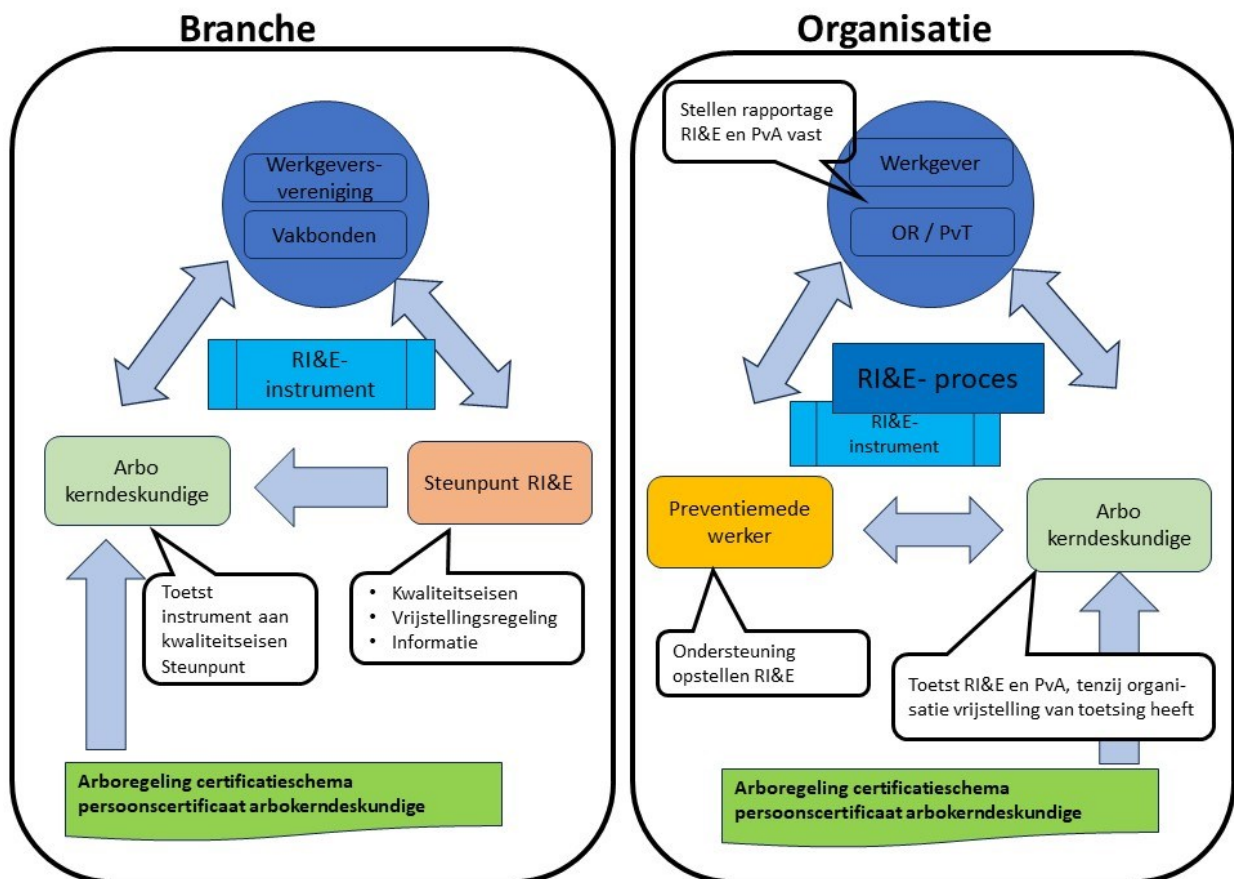 Branche
Werkgevers-
vereniging
Vakbonden
RI&E-
instrument
Arbo
kerndeskundige
Steunpunt RI&E
Toetst
instrument aan
kwaliteitseisen
Steunpunt
• Kwaliteitseisen
• Vrijstellingsregeling
• Informatie
Arboregeling certificatieschema
persoonscertificaat arbokerndeskundige
Organisatie
Stellen rapportage
RI&E en PvA vast
Werkgever
OR / PvT
RI&E- proces
RI&E-
instrument
Preventiemede
werker
Arbo
kerndeskundige
Ondersteuning
opstellen RI&E
Toetst RI&E en PvA, tenzij organi-
satie vrijstelling van toetsing heeft
Arboregeling certificatieschema
persoonscertificaat arbokerndeskundige